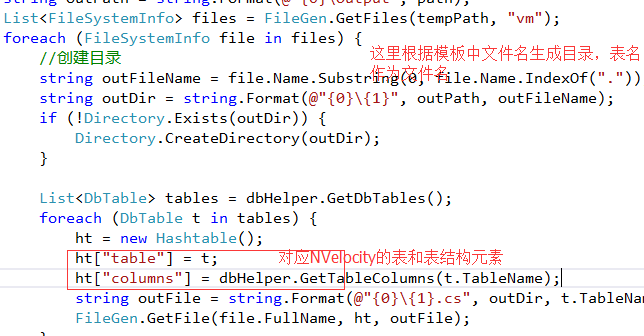 string outPath = string.Format(@"{0}\output", path);
List<FileSystemInfo> files = FileGen.GetFiles(tempPath, "vm");
foreach (FileSystemInfo file in files) {
//创建目录
这里根据模板中文件名生成目录，表名
作为文件名
string outFileName = file.Name.Substring(0, file.Name.IndexOf("."))
string outDir = string.Format(@"{0}\{1}", outPath, outFileName);
if (!Directory.Exists(outDir)) {
Directory.CreateDirectory(outDir);
}
List<DbTable> tables = dbHelper.GetDbTables();
foreach (DbTable t in tables) {
ht = new Hashtable();
ht["table"] = t;
对应NVelocity的表和表结构元素
ht["columns"] = dbHelper.GetTableColumns(t.TableName);
string outFile = string.Format(@"{0}\{1}.cs", outDir, t.TableNam
FileGen.GetFile(file.FullName, ht, outFile);